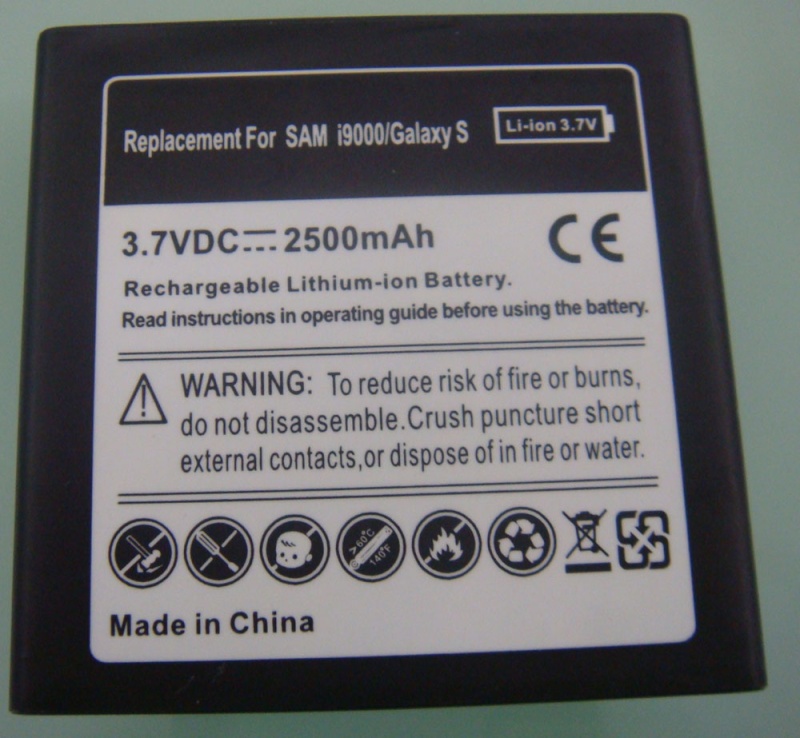 Replacement For SAM i9000/Galaxy S
Li-ion 3.7V
3.7VDC⎓2500mAh
CE
Rechargeable Lithium-ion Battery.
Read instructions in operating guide before using the battery.
WARNING: To reduce risk of fire or burns,
do not disassemble.Crush puncture short
external contacts,or dispose of in fire or water.
>60°C
140°F
Made in China